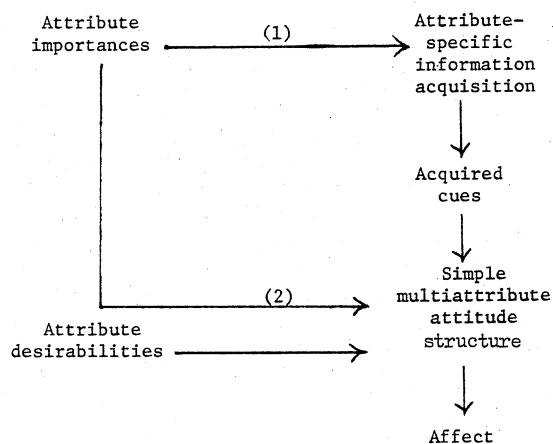 Attribute
importances
(1)
Attribute-
specific
information
acquisition
Acquired
cues
(2)
Simple
multiattribute
attitude
structure
Attribute
desirabilities
Affect